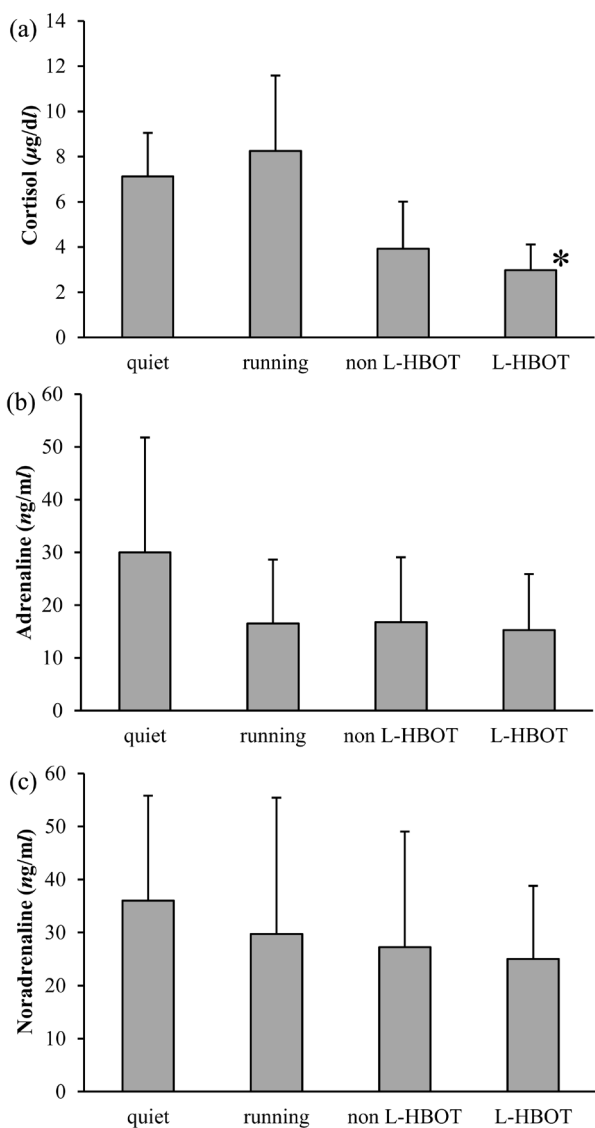 (a)
Cortisol (µg/dl)
14
12
10
8
6
4
2
0
*
quiet running non L-HBOT L-HBOT
(b)
Adrenaline (ng/ml)
60
50
40
30
20
10
0
quiet running non L-HBOT L-HBOT
(c)
Noradrenaline (ng/ml)
60
50
40
30
20
10
0
quiet running non L-HBOT L-HBOT